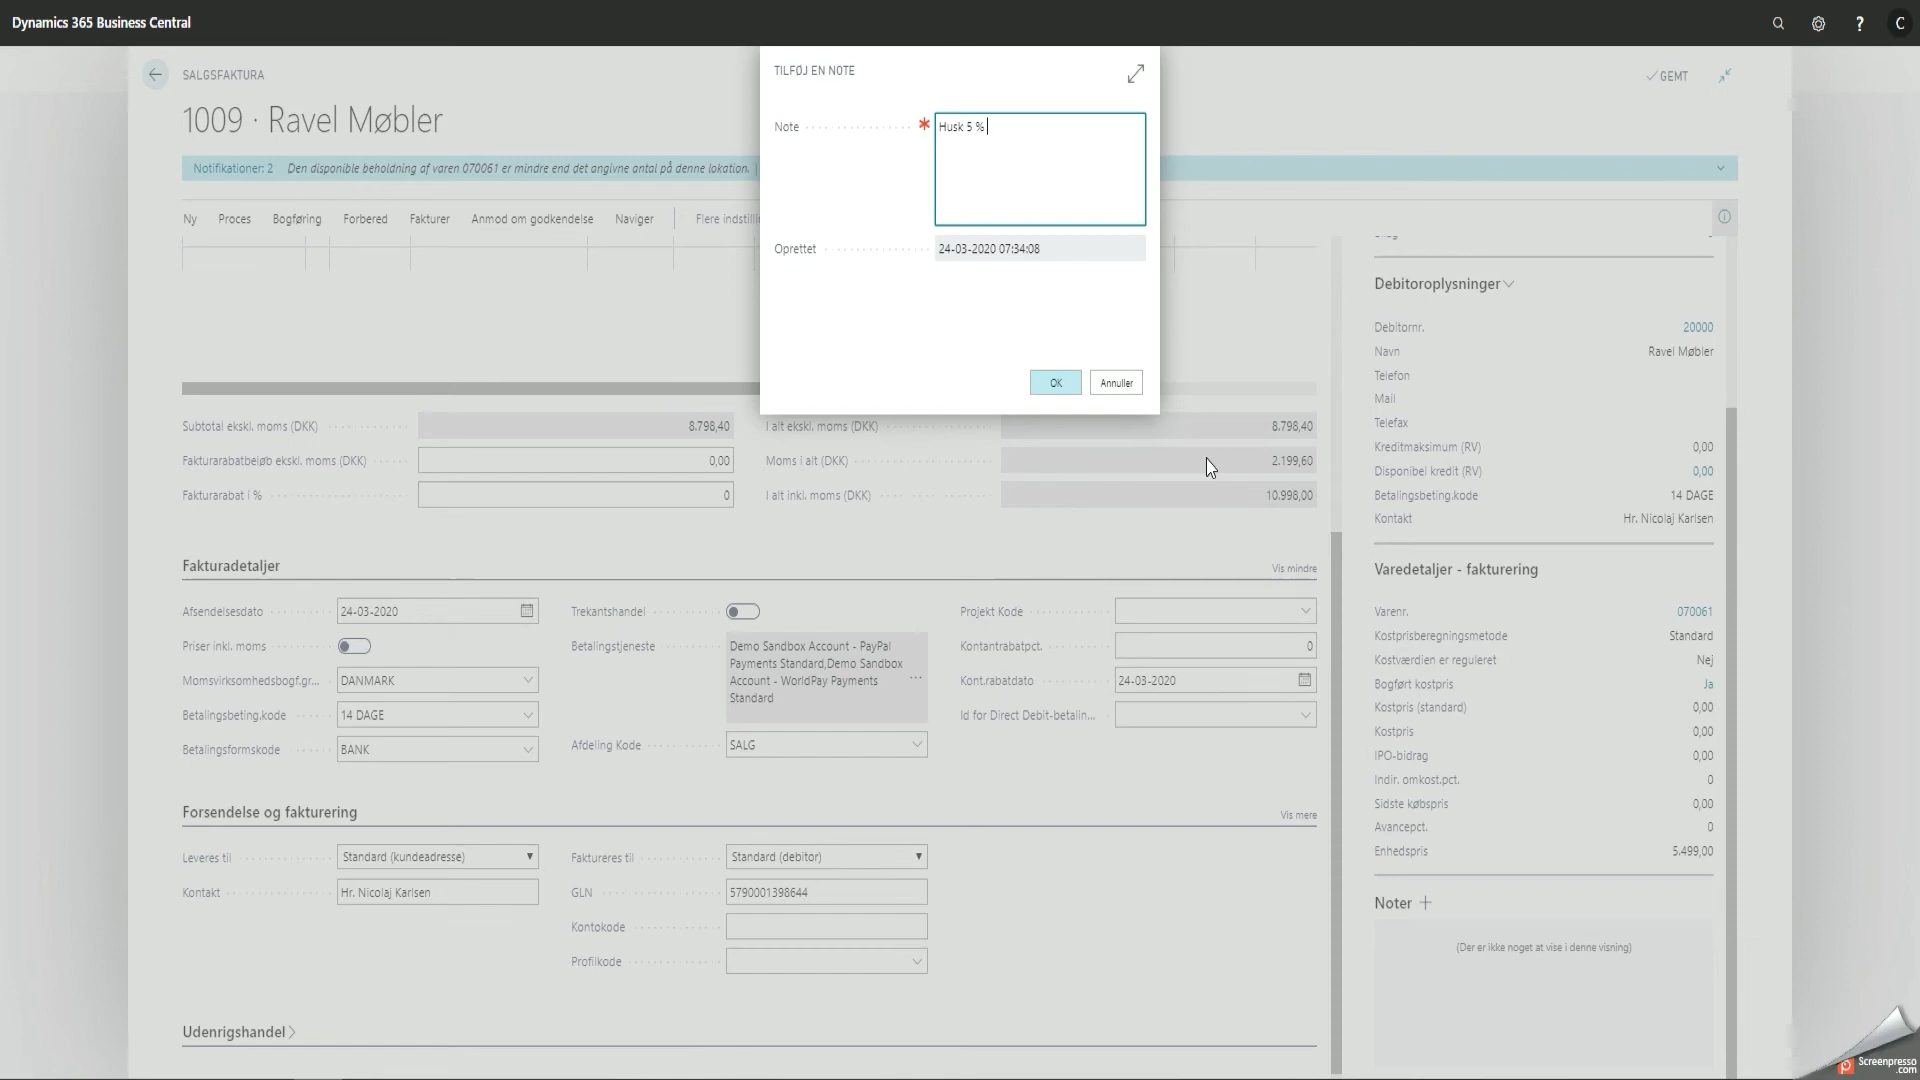 Dynamics 365 Business Central
?
C
SALGSFAKTURA
GEMT
1009 · Ravel Møbler
Notifikationer: 2 Den disponible beholdning af varen 070061 er mindre end det angivne antal på denne lokation. |
Ny Proces Bogføring Forbered Fakturer Anmod om godkendelse Naviger Flere indstilli
TILFØJ EN NOTE
Note * Husk 5 %
Oprettet 24-03-2020 07:34:08
OK Annuller
Subtotal ekskl. moms (DKK) 8.798,40
Fakturarabatbeløb ekskl. moms (DKK) 0,00
Fakturarabat i % 0
I alt ekskl. moms (DKK) 8.798,40
Moms i alt (DKK) 2.199,60
I alt inkl. moms (DKK) 10.998,00
Fakturadetaljer Vis mindre
Afsendelsesdato 24-03-2020
Priser inkl. moms
Momsvirksomhedsbogf.gr... DANMARK
Betalingsbeting.kode 14 DAGE
Betalingsformskode BANK
Trekantshandel
Betalingstjeneste Demo Sandbox Account - PayPal
Payments Standard,Demo Sandbox
Account - WorldPay Payments
Standard
...
Afdeling Kode SALG
Projekt Kode
Kontantrabatpct. 0
Kont.rabatdato 24-03-2020
Id for Direct Debit-betalin...
Forsendelse og fakturering Vis mere
Leveres til Standard (kundeadresse)
Kontakt Hr. Nicolaj Karlsen
Faktureres til Standard (debitor)
GLN 5790001398644
Kontokode
Profilkode
Udenrigshandel
Debitoroplysninger
Debitornr. 20000
Navn Ravel Møbler
Telefon
Mail
Telefax
Kreditmaksimum (RV) 0,00
Disponibel kredit (RV) 0,00
Betalingsbeting.kode 14 DAGE
Kontakt Hr. Nicolaj Karlsen
Varedetaljer - fakturering
Varenr. 070061
Kostprisberegningsmetode Standard
Kostværdien er reguleret Nej
Bogført kostpris Ja
Kostpris (standard) 0,00
Kostpris 0,00
IPO-bidrag 0,00
Indir. omkost.pct. 0
Sidste købspris 0,00
Avancepct. 0
Enhedspris 5.499,00
Noter
(Der er ikke noget at vise i denne visning)
Screenpresso
.com